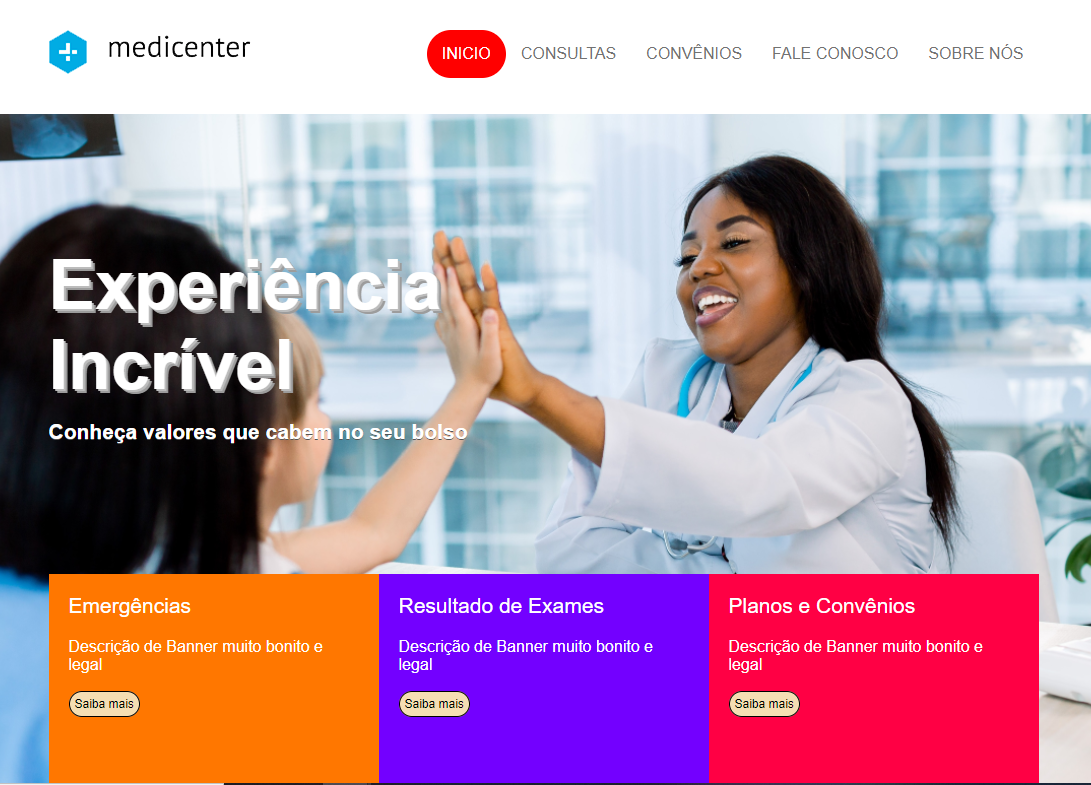 medicenter
INICIO
CONSULTAS
CONVÊNIOS
FALE CONOSCO
SOBRE NÓS
Experiência
Incrível
Conheça valores que cabem no seu bolso
Emergências
Descrição de Banner muito bonito e
legal
Saiba mais
Resultado de Exames
Descrição de Banner muito bonito e
legal
Saiba mais
Planos e Convênios
Descrição de Banner muito bonito e
legal
Saiba mais